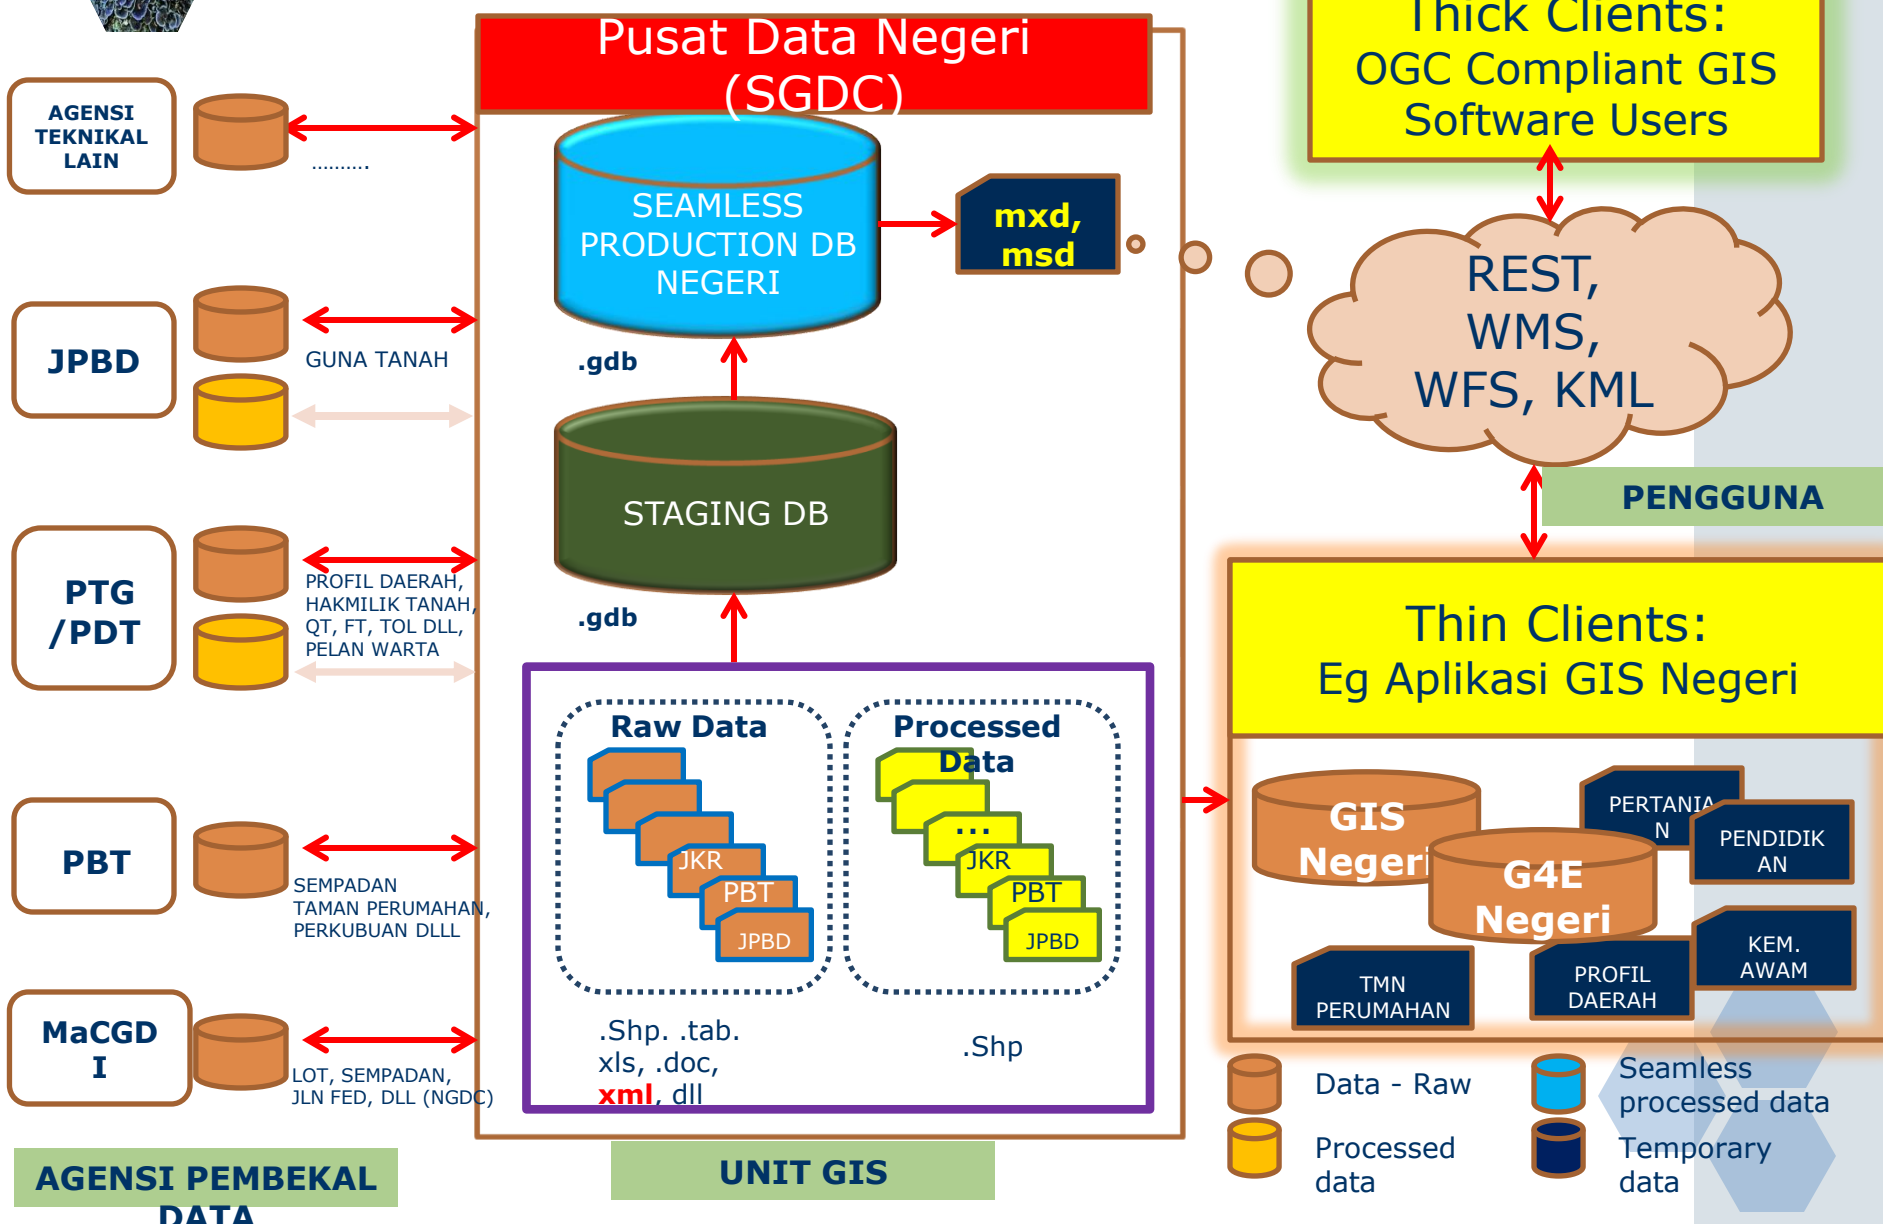 Pusat Data Negeri
(SGDC)
Thick Clients:
OGC Compliant GIS
Software Users
AGENSI
TEKNIKAL
LAIN
……….
JPBD
GUNA TANAH
PTG
/PDT
PROFIL DAERAH,
HAKMILIK TANAH,
QT, FT, TOL DLL,
PELAN WARTA
PBT
SEMPADAN
TAMAN PERUMAHAN,
PERKUBUAN DLLL
MaCGD
I
LOT, SEMPADAN,
JLN FED, DLL (NGDC)
AGENSI PEMBEKAL
DATA
SEAMLESS
PRODUCTION DB
NEGERI
mxd,
msd
.gdb
STAGING DB
.gdb
Raw Data
JKR
PBT
JPBD
.Shp. .tab.
xls, .doc,
xml, dll
Processed
Data
...
JKR
PBT
JPBD
.Shp
UNIT GIS
REST,
WMS,
WFS, KML
PENGGUNA
Thin Clients:
Eg Aplikasi GIS Negeri
GIS
Negeri
G4E
Negeri
PERTANIA
N
PENDIDIK
AN
KEM.
AWAM
TMN
PERUMAHAN
PROFIL
DAERAH
Data - Raw
Seamless
processed data
Processed
data
Temporary
data